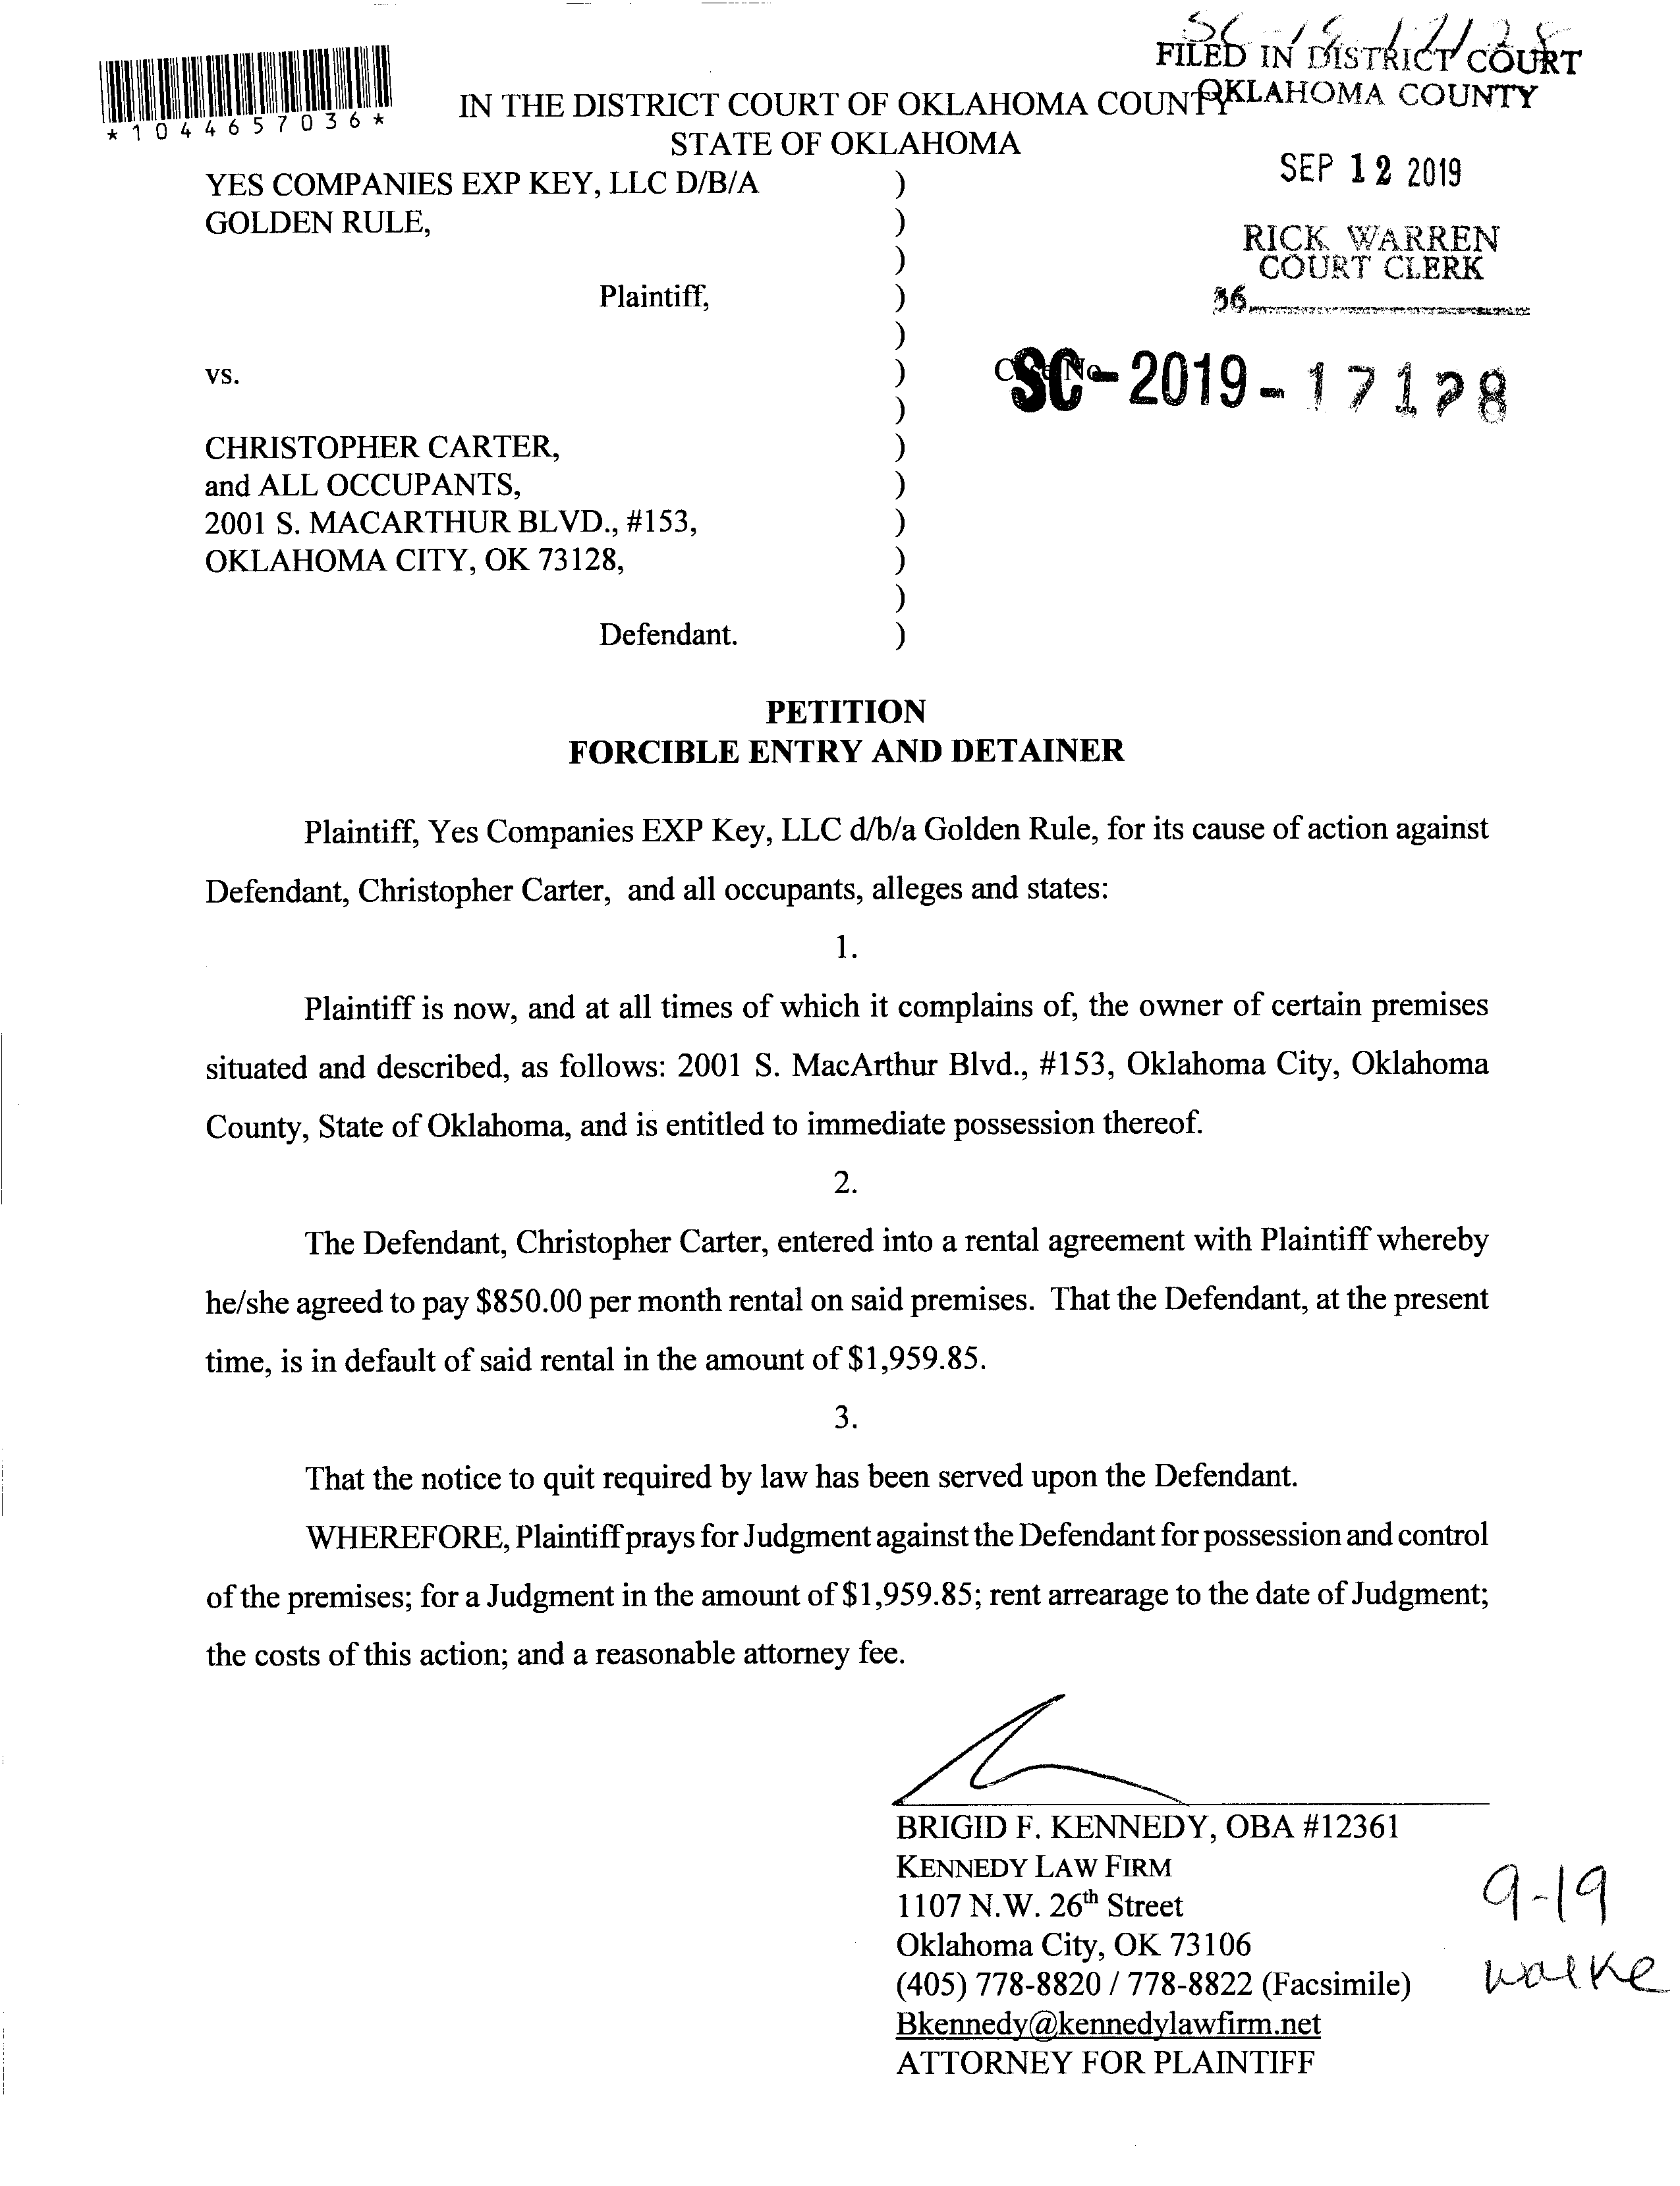 SC-19-17128
FILED IN DISTRICT COURT
OKLAHOMA COUNTY
*1044657036*
IN THE DISTRICT COURT OF OKLAHOMA COUNTY
STATE OF OKLAHOMA
SEP 12 2019
RICK WARREN
COURT CLERK
36
YES COMPANIES EXP KEY, LLC D/B/A )
GOLDEN RULE, )
)
Plaintiff, )
)
vs. )
Case No.
SC-2019-17128
)
CHRISTOPHER CARTER, )
and ALL OCCUPANTS, )
2001 S. MACARTHUR BLVD., #153, )
OKLAHOMA CITY, OK 73128, )
)
Defendant. )
PETITION
FORCIBLE ENTRY AND DETAINER
Plaintiff, Yes Companies EXP Key, LLC d/b/a Golden Rule, for its cause of action against
Defendant, Christopher Carter, and all occupants, alleges and states:
1.
Plaintiff is now, and at all times of which it complains of, the owner of certain premises
situated and described, as follows: 2001 S. MacArthur Blvd., #153, Oklahoma City, Oklahoma
County, State of Oklahoma, and is entitled to immediate possession thereof.
2.
The Defendant, Christopher Carter, entered into a rental agreement with Plaintiff whereby
he/she agreed to pay $850.00 per month rental on said premises. That the Defendant, at the present
time, is in default of said rental in the amount of $1,959.85.
3.
That the notice to quit required by law has been served upon the Defendant.
WHEREFORE, Plaintiff prays for Judgment against the Defendant for possession and control
of the premises; for a Judgment in the amount of $1,959.85; rent arrearage to the date of Judgment;
the costs of this action; and a reasonable attorney fee.
BRIGID F. KENNEDY, OBA #12361
KENNEDY LAW FIRM
1107 N.W. 26th Street
Oklahoma City, OK 73106
(405) 778-8820 / 778-8822 (Facsimile)
Bkennedy@kennedylawfirm.net
ATTORNEY FOR PLAINTIFF
9-19
walke